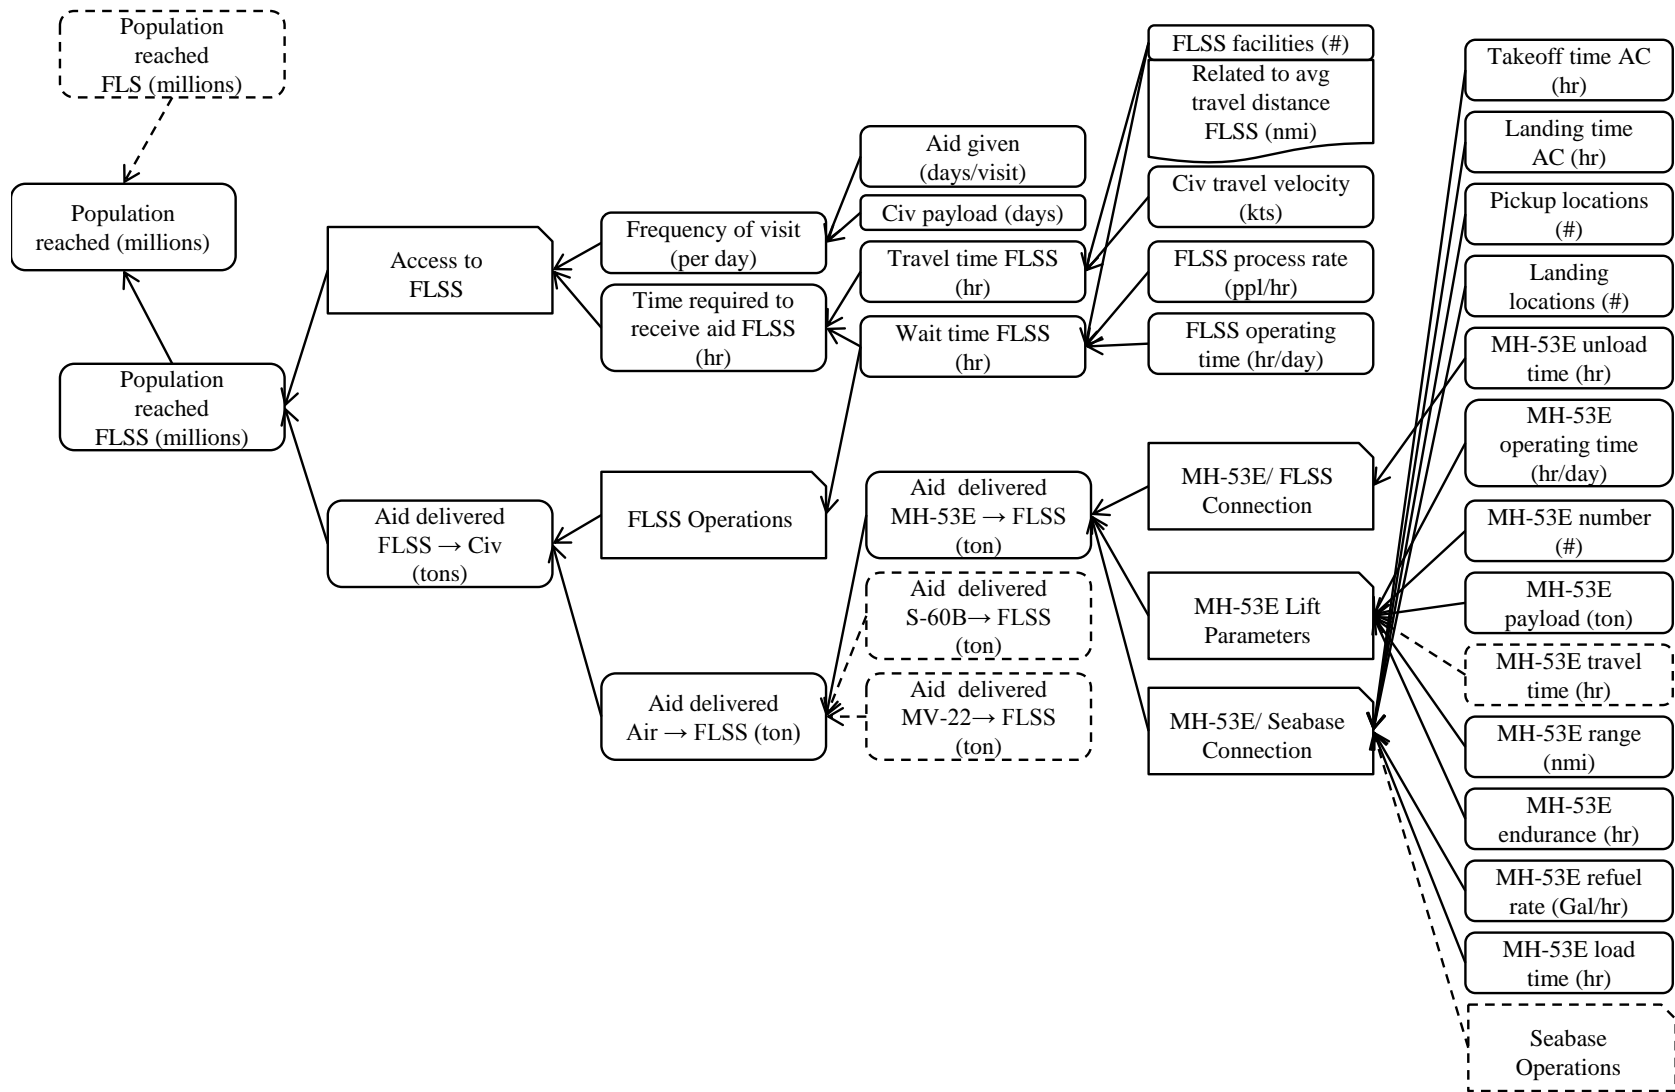 Population
reached
FLS (millions)
Population
reached (millions)
Population
reached
FLSS (millions)
Access to
FLSS
Aid delivered
FLSS → Civ
(tons)
Frequency of visit
(per day)
Time required to
receive aid FLSS
(hr)
FLSS Operations
Aid delivered
Air → FLSS (ton)
Aid given
(days/visit)
Civ payload (days)
Travel time FLSS
(hr)
Wait time FLSS
(hr)
Aid delivered
MH-53E → FLSS
(ton)
Aid delivered
S-60B→ FLSS
(ton)
Aid delivered
MV-22→ FLSS
(ton)
FLSS facilities (#)
Related to avg
travel distance
FLSS (nmi)
Civ travel velocity
(kts)
FLSS process rate
(ppl/hr)
FLSS operating
time (hr/day)
MH-53E/ FLSS
Connection
MH-53E Lift
Parameters
MH-53E/ Seabase
Connection
Takeoff time AC
(hr)
Landing time
AC (hr)
Pickup locations
(#)
Landing
locations (#)
MH-53E unload
time (hr)
MH-53E
operating time
(hr/day)
MH-53E number
(#)
MH-53E
payload (ton)
MH-53E travel
time (hr)
MH-53E range
(nmi)
MH-53E
endurance (hr)
MH-53E refuel
rate (Gal/hr)
MH-53E load
time (hr)
Seabase
Operations